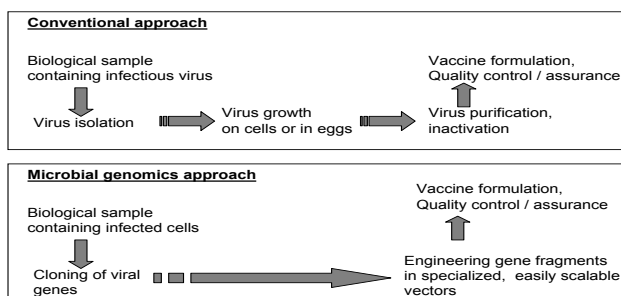 Conventional approach
Biological sample
containing infectious virus
Virus isolation
Virus growth
on cells or in eggs
Virus purification,
inactivation
Vaccine formulation,
Quality control / assurance
Microbial genomics approach
Biological sample
containing infected cells
Cloning of viral
genes
Engineering gene fragments
in specialized, easily scalable
vectors
Vaccine formulation,
Quality control / assurance